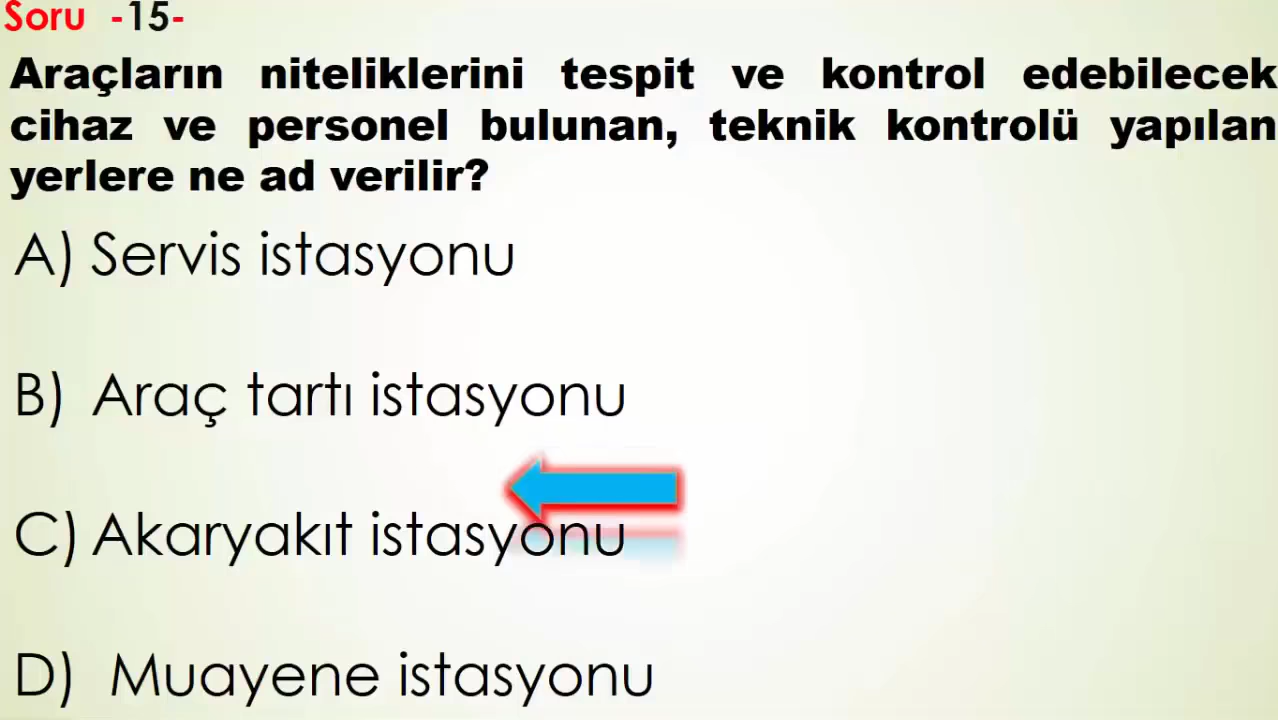 Soru -15-
Araçların niteliklerini tespit ve kontrol edebilecek
cihaz ve personel bulunan, teknik kontrolü yapılan
yerlere ne ad verilir?
A) Servis istasyonu
B) Araç tartı istasyonu
C) Akaryakıt istasyonu
D) Muayene istasyonu